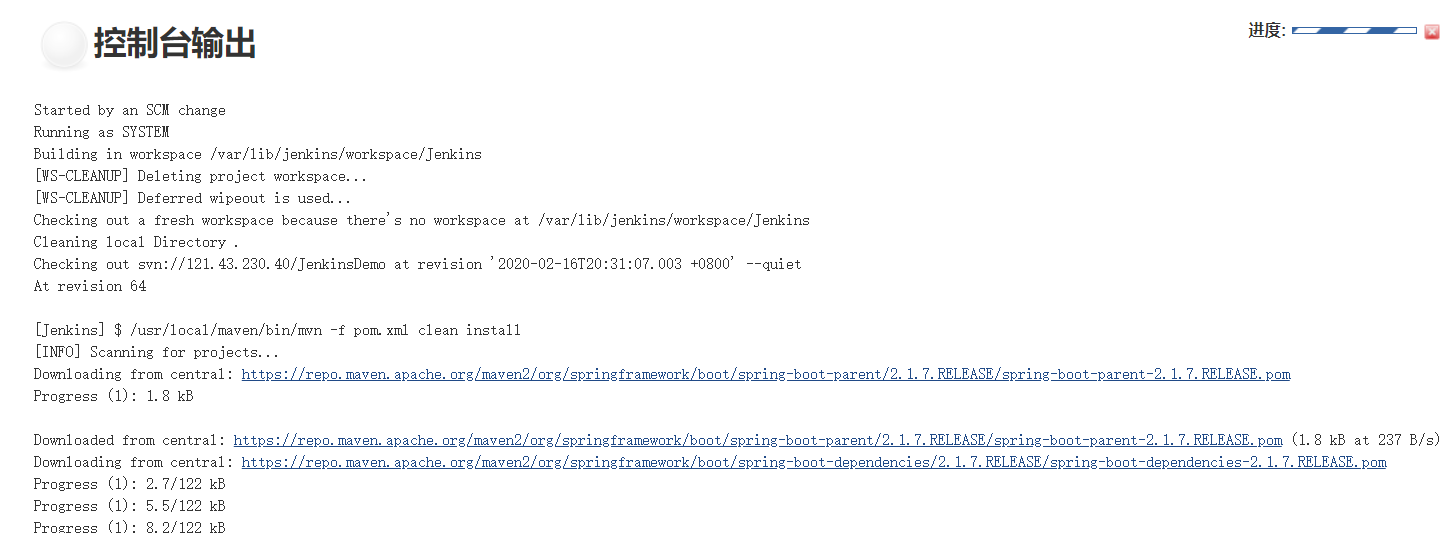 控制台输出
进度:
Started by an SCM change
Running as SYSTEM
Building in workspace /var/lib/jenkins/workspace/Jenkins
[WS-CLEANUP] Deleting project workspace...
[WS-CLEANUP] Deferred wipeout is used...
Checking out a fresh workspace because there's no workspace at /var/lib/jenkins/workspace/Jenkins
Cleaning local Directory .
Checking out svn://121.43.230.40/JenkinsDemo at revision '2020-02-16T20:31:07.003 +0800' --quiet
At revision 64
[Jenkins] $ /usr/local/maven/bin/mvn -f pom.xml clean install
[INFO] Scanning for projects...
Downloading from central: https://repo.maven.apache.org/maven2/org/springframework/boot/spring-boot-parent/2.1.7.RELEASE/spring-boot-parent-2.1.7.RELEASE.pom
Progress (1): 1.8 kB
Downloaded from central: https://repo.maven.apache.org/maven2/org/springframework/boot/spring-boot-parent/2.1.7.RELEASE/spring-boot-parent-2.1.7.RELEASE.pom (1.8 kB at 237 B/s)
Downloading from central: https://repo.maven.apache.org/maven2/org/springframework/boot/spring-boot-dependencies/2.1.7.RELEASE/spring-boot-dependencies-2.1.7.RELEASE.pom
Progress (1): 2.7/122 kB
Progress (1): 5.5/122 kB
Progress (1): 8.2/122 kB